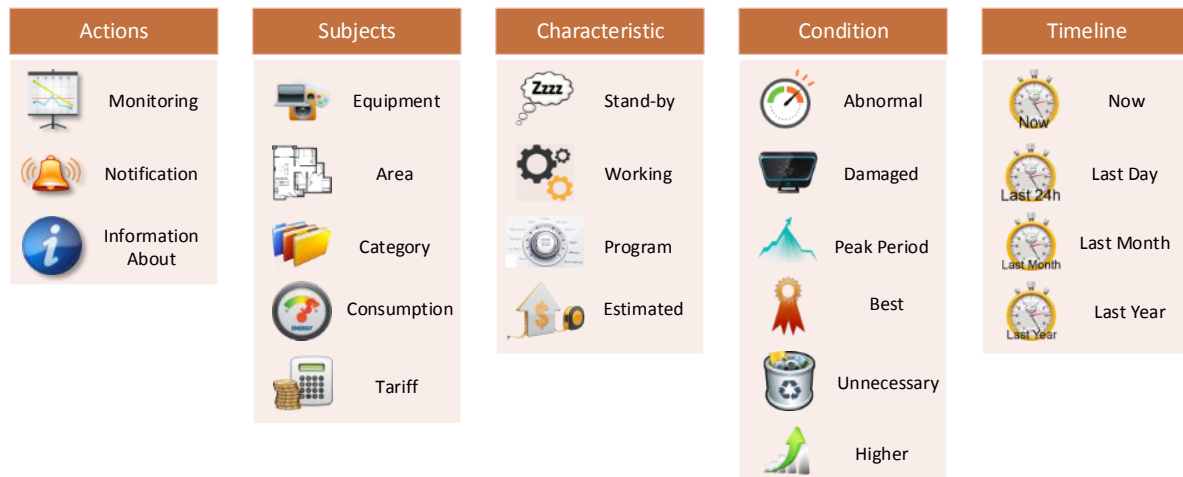 Actions
Monitoring
Notification
Information
About
Subjects
Equipment
Area
Category
ENERGY
Consumption
Tariff
Characteristic
Zzzz
Stand-by
Working
Program
$
Estimated
Condition
Abnormal
Damaged
Peak Period
Best
Unnecessary
Higher
Timeline
Now
Now
Last 24h
Last Day
Last Month
Last Month
Last Year
Last Year